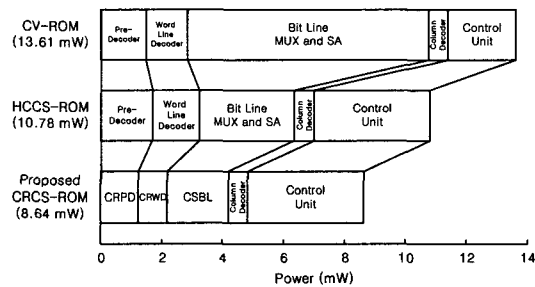 CV-ROM
(13.61 mW)
Pre-
Decoder
Word
Line
Decoder
Bit Line
MUX and SA
Column
Decoder
Control
Unit
HCCS-ROM
(10.78 mW)
Pre-
Decoder
Word
Line
Decoder
Bit Line
MUX and SA
Column
Decoder
Control
Unit
Proposed
CRCS-ROM
(8.64 mW)
CRPD
CRWD
CSBL
Column
Decoder
Control
Unit
0 2 4 6 8 10 12 14
Power (mW)